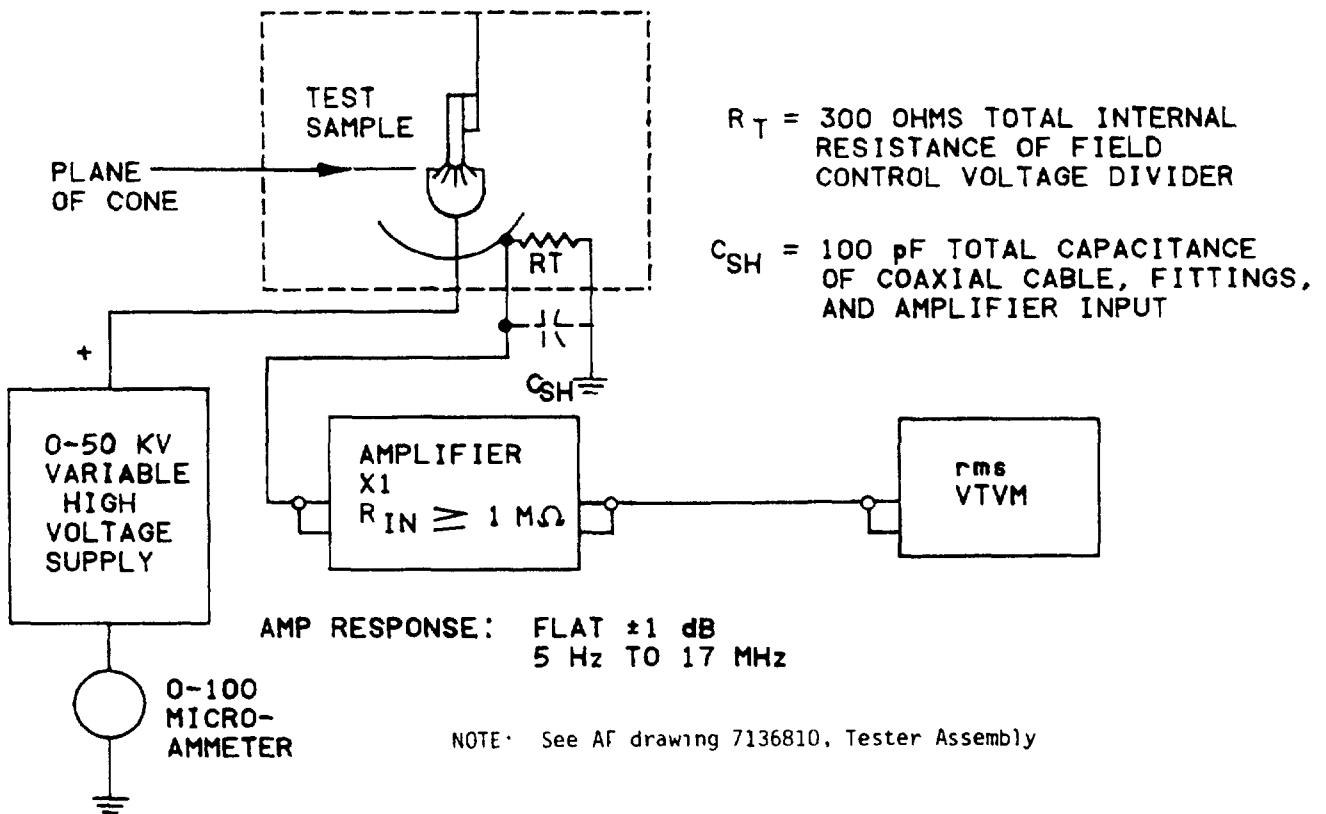 TEST
SAMPLE
PLANE
OF CONE
R T = 300 OHMS TOTAL INTERNAL
RESISTANCE OF FIELD
CONTROL VOLTAGE DIVIDER
CSH = 100 pF TOTAL CAPACITANCE
OF COAXIAL CABLE, FITTINGS,
AND AMPLIFIER INPUT
RT
+
CSH
0-50 KV
VARIABLE
HIGH
VOLTAGE
SUPPLY
AMPLIFIER
X1
R IN ≥ 1 MΩ
rms
VTVM
AMP RESPONSE: FLAT ±1 dB
5 Hz TO 17 MHz
0-100
MICRO-
AMMETER
NOTE· See AF drawing 7136810, Tester Assembly